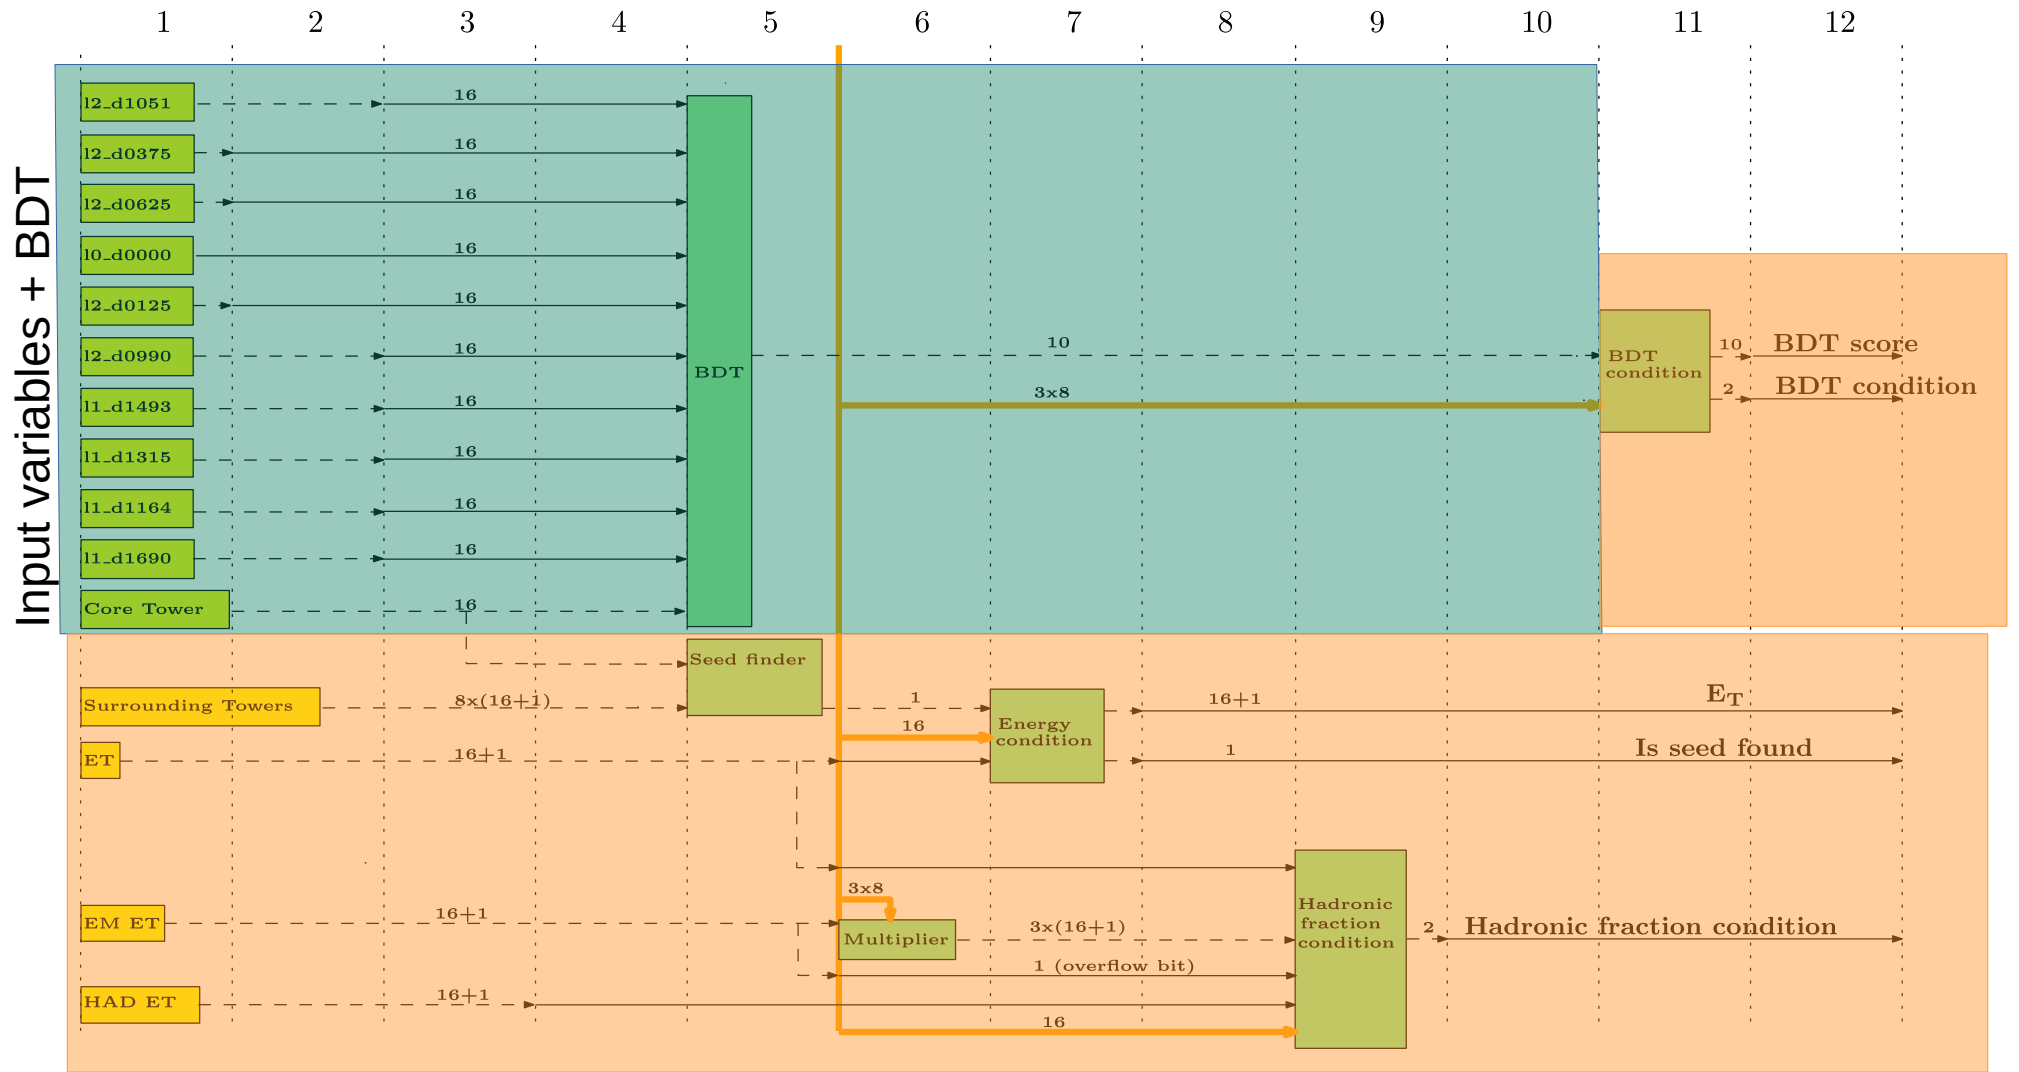 1 2 3 4 5 6 7 8 9 10 11 12
Input variables + BDT
l2_d1051 16
l2_d0375 16
l2_d0625 16
l0_d0000 16
l2_d0125 16
l2_d0990 16
l1_d1493 16
l1_d1315 16
l1_d1164 16
l1_d1690 16
Core Tower 16
BDT
10
3x8
BDT
condition
10 BDT score
2 BDT condition
Seed finder
Surrounding Towers 8x(16+1)
1
16
ET 16+1
Energy
condition
16+1 ET
1 Is seed found
3x8
EM ET 16+1
Multiplier 3x(16+1)
1 (overflow bit)
HAD ET 16+1
16
Hadronic
fraction
condition
2 Hadronic fraction condition